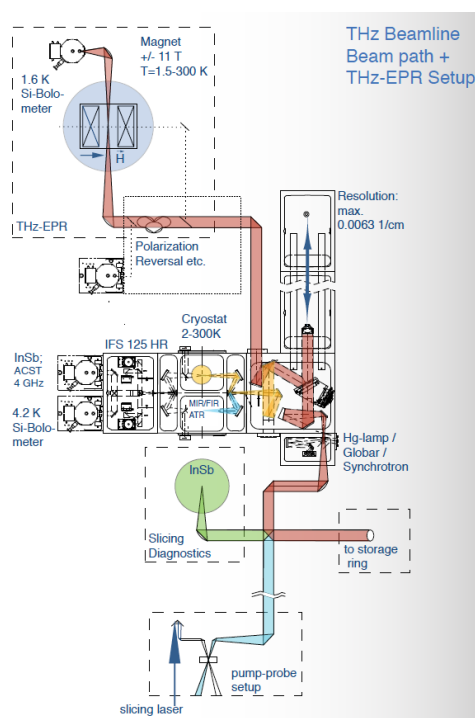 THz Beamline
Beam path +
THz-EPR Setup
Magnet
+/- 11 T
T=1.5-300 K
1.6 K
Si-Bolo-
meter
H
THz-EPR
Resolution:
max.
0.0063 1/cm
Polarization
Reversal etc.
Cryostat
2-300K
IFS 125 HR
InSb;
ACST
4 GHz
4.2 K
Si-Bolo-
meter
MIR/FIR
ATR
Hg-lamp /
Globar /
Synchrotron
InSb
Slicing
Diagnostics
to storage
ring
pump-probe
setup
slicing laser